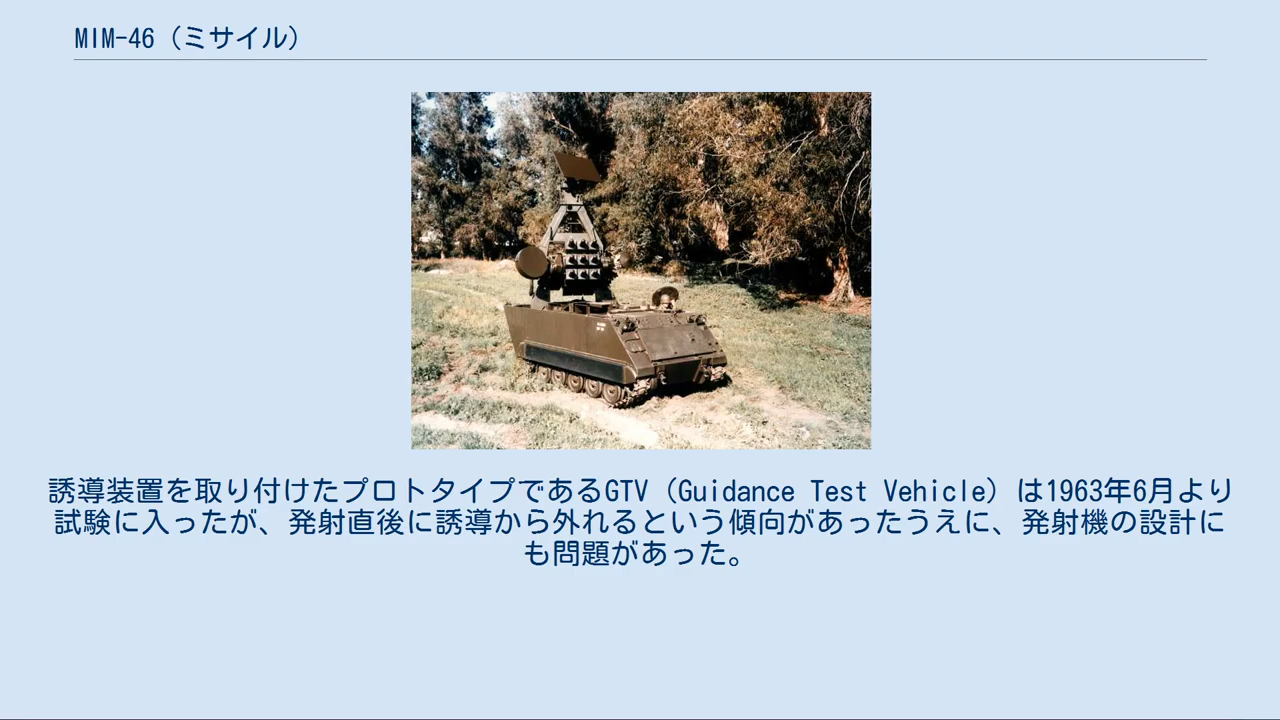 MIM-46（ミサイル）
誘導装置を取り付けたプロトタイプであるGTV（Guidance Test Vehicle）は1963年6月より
試験に入ったが、発射直後に誘導から外れるという傾向があったうえに、発射機の設計に
も問題があった。